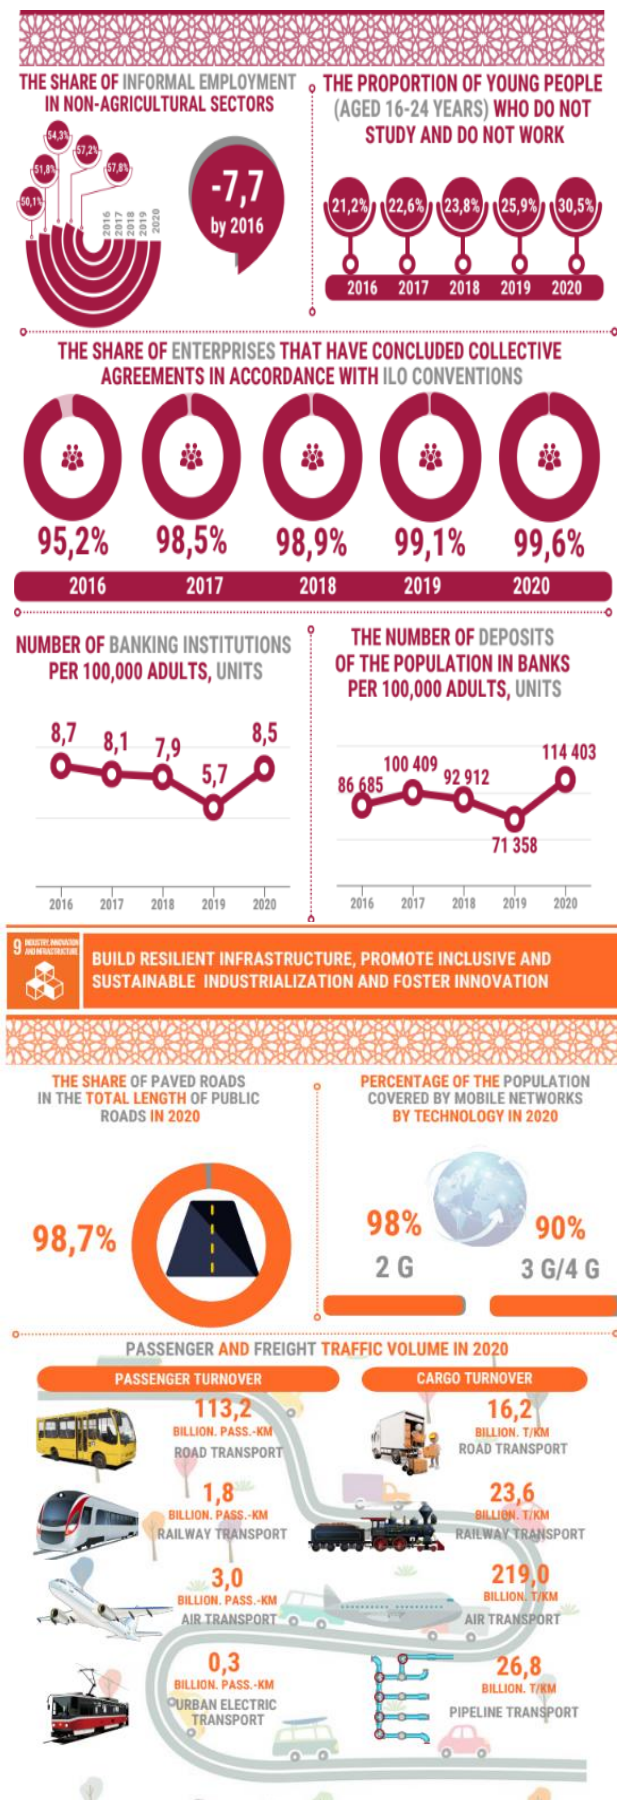 THE SHARE OF INFORMAL EMPLOYMENT
IN NON-AGRICULTURAL SECTORS
54,3%
57,2%
51,8%
57,8%
50,1%
2016
2017
2018
2019
2020
-7,7
by 2016
THE PROPORTION OF YOUNG PEOPLE
(AGED 16-24 YEARS) WHO DO NOT
STUDY AND DO NOT WORK
21,2% 22,6% 23,8% 25,9% 30,5%
2016 2017 2018 2019 2020
THE SHARE OF ENTERPRISES THAT HAVE CONCLUDED COLLECTIVE
AGREEMENTS IN ACCORDANCE WITH ILO CONVENTIONS
95,2% 98,5% 98,9% 99,1% 99,6%
2016 2017 2018 2019 2020
NUMBER OF BANKING INSTITUTIONS
PER 100,000 ADULTS, UNITS
8,7 8,1 7,9 5,7 8,5
2016 2017 2018 2019 2020
THE NUMBER OF DEPOSITS
OF THE POPULATION IN BANKS
PER 100,000 ADULTS, UNITS
86 685 100 409 92 912 71 358 114 403
2016 2017 2018 2019 2020
9 INDUSTRY, INNOVATION
AND INFRASTRUCTURE
BUILD RESILIENT INFRASTRUCTURE, PROMOTE INCLUSIVE AND
SUSTAINABLE INDUSTRIALIZATION AND FOSTER INNOVATION
THE SHARE OF PAVED ROADS
IN THE TOTAL LENGTH OF PUBLIC
ROADS IN 2020
98,7%
PERCENTAGE OF THE POPULATION
COVERED BY MOBILE NETWORKS
BY TECHNOLOGY IN 2020
98%
2 G
90%
3 G/4 G
PASSENGER AND FREIGHT TRAFFIC VOLUME IN 2020
PASSENGER TURNOVER
113,2
BILLION. PASS.-KM
ROAD TRANSPORT
1,8
BILLION. PASS.-KM
RAILWAY TRANSPORT
3,0
BILLION. PASS.-KM
AIR TRANSPORT
0,3
BILLION. PASS.-KM
URBAN ELECTRIC
TRANSPORT
CARGO TURNOVER
16,2
BILLION. T/KM
ROAD TRANSPORT
23,6
BILLION. T/KM
RAILWAY TRANSPORT
219,0
BILLION. T/KM
AIR TRANSPORT
26,8
BILLION. T/KM
PIPELINE TRANSPORT